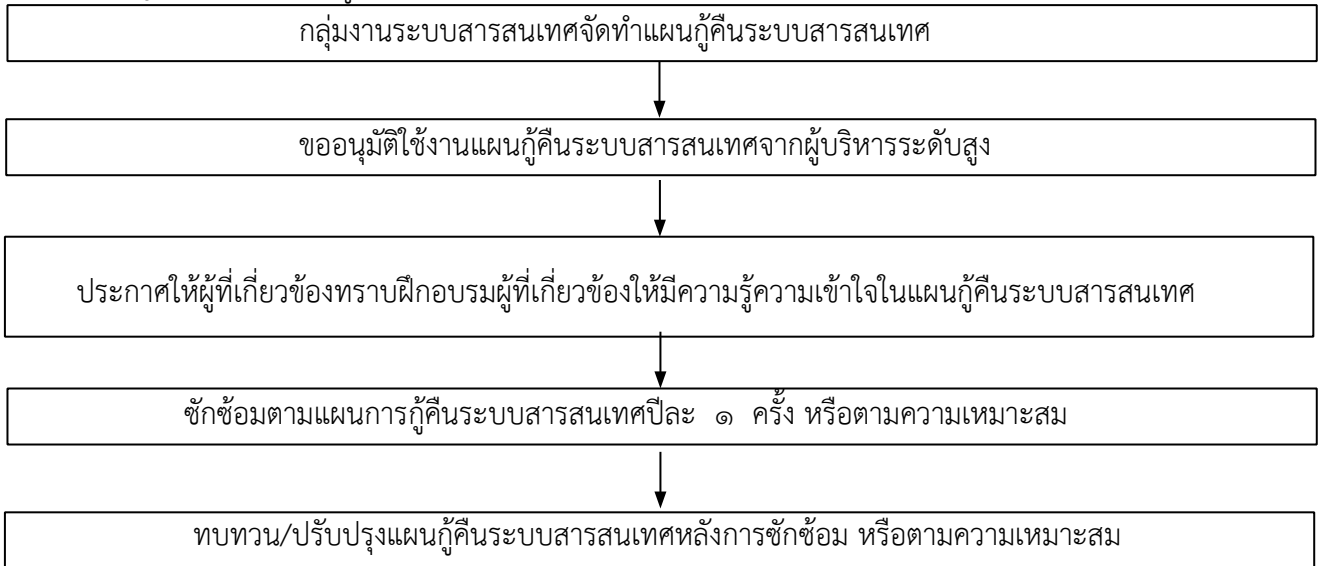 กลุ่มงานระบบสารสนเทศจัดทำแผนกู้คืนระบบสารสนเทศ
ขออนุมัติใช้งานแผนกู้คืนระบบสารสนเทศจากผู้บริหารระดับสูง
ประกาศให้ผู้ที่เกี่ยวข้องทราบฝึกอบรมผู้ที่เกี่ยวข้องให้มีความรู้ความเข้าใจในแผนกู้คืนระบบสารสนเทศ
ซักซ้อมตามแผนการกู้คืนระบบสารสนเทศปีละ ๑ ครั้ง หรือตามความเหมาะสม
ทบทวน/ปรับปรุงแผนกู้คืนระบบสารสนเทศหลังการซักซ้อม หรือตามความเหมาะสม